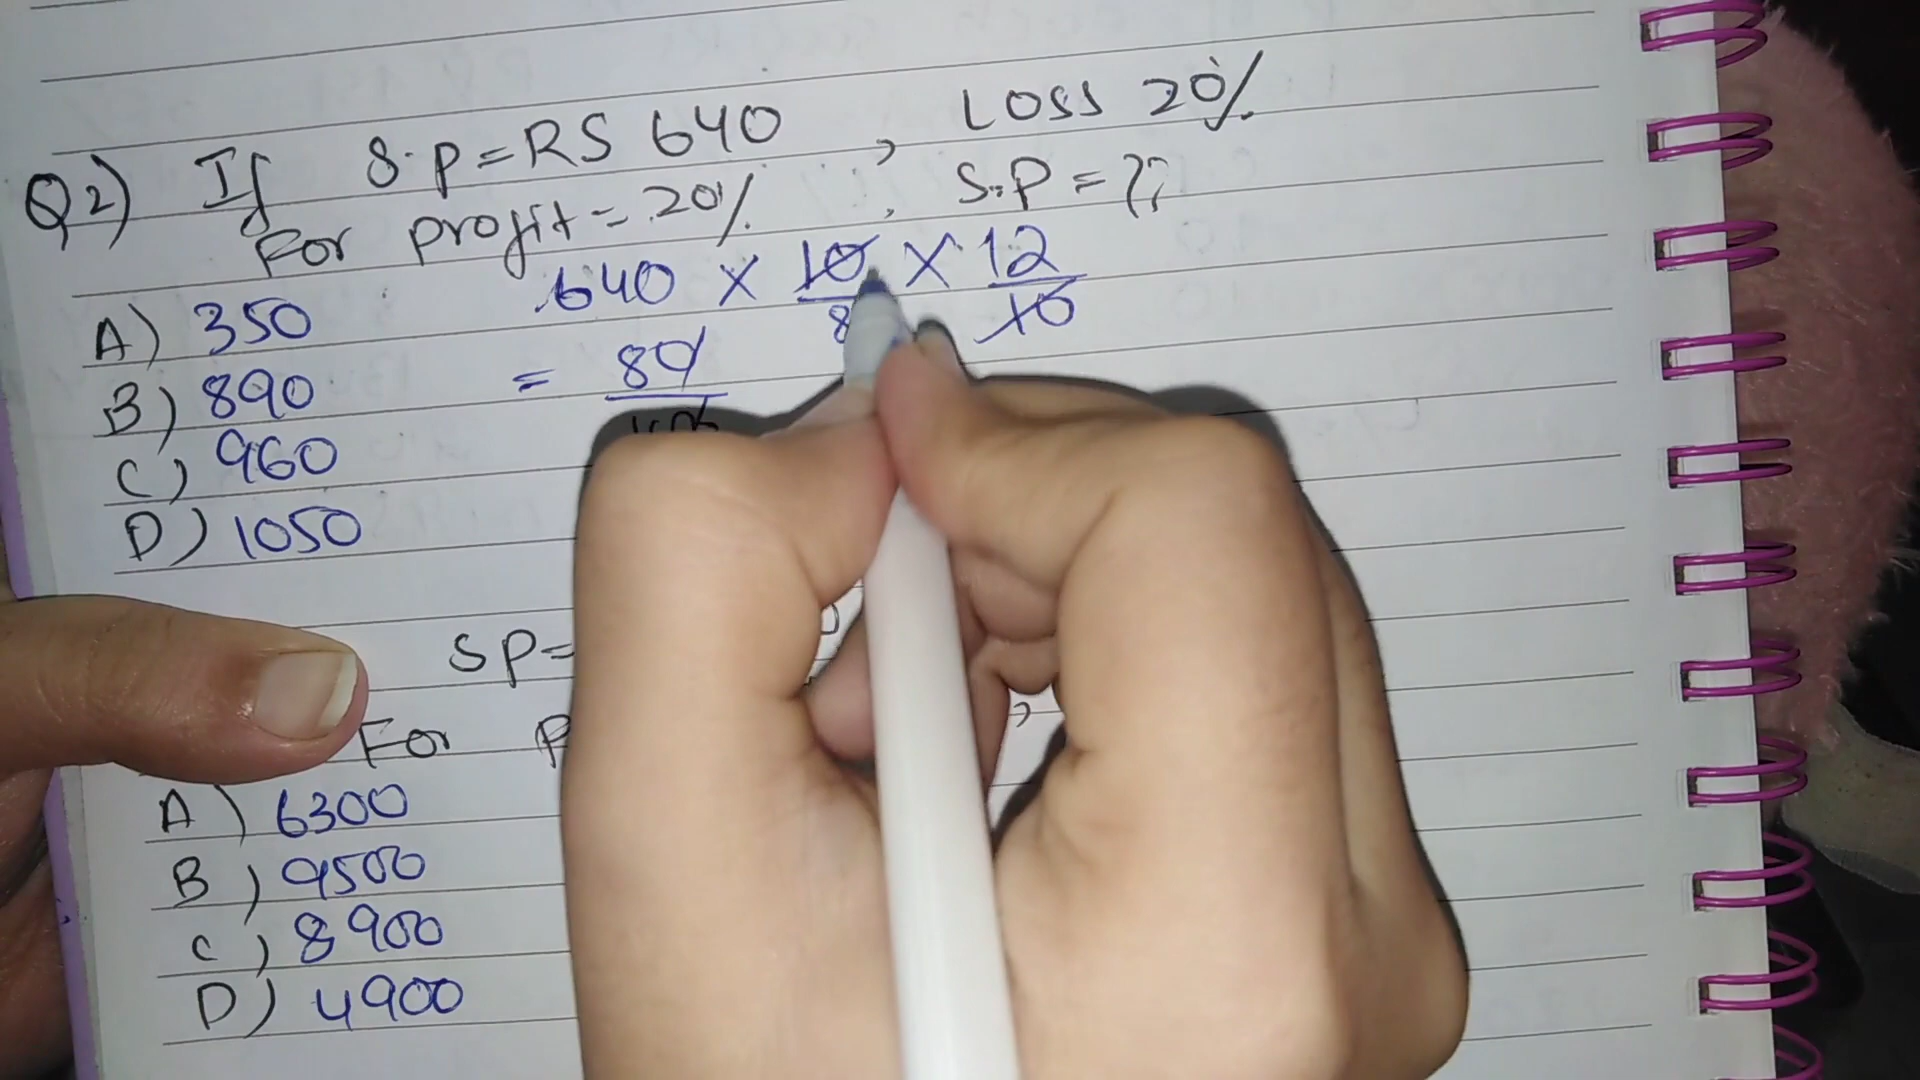 Q2) If S.P = RS 640 , LOSS 20%.
For profit = 20%. , S.P = ??
640 × 10/8 × 12/10
A) 350
= 80
B) 890
C) 960
D) 1050
SP=
For
A) 6300
B) 9500
C) 8900
D) 4900